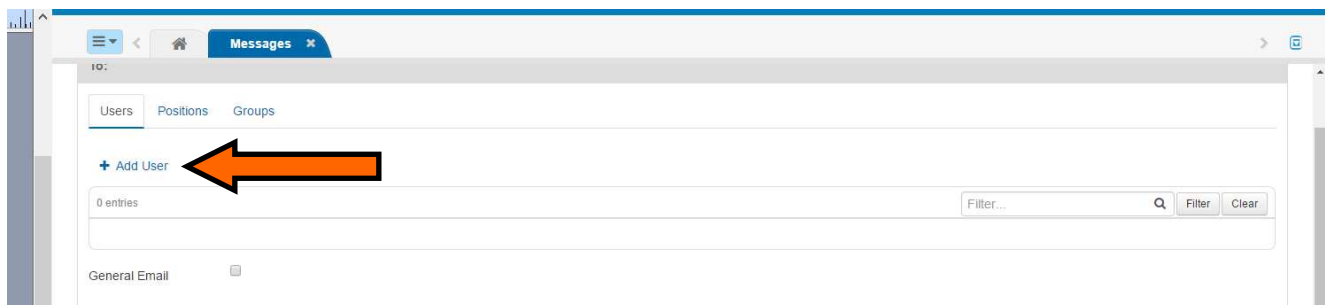 Messages ×
To:
Users Positions Groups
+ Add User
0 entries Filter... Filter Clear
General Email